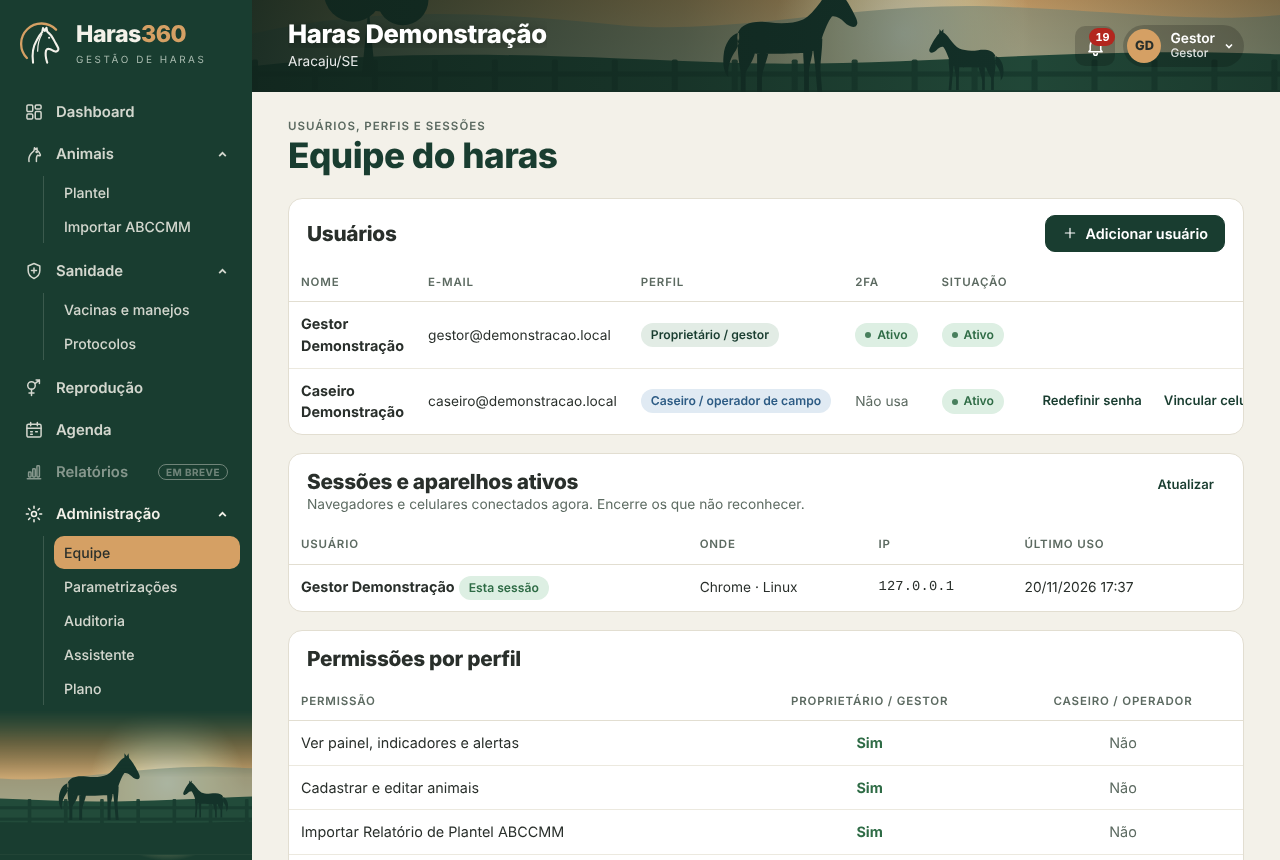 Haras360
GESTÃO DE HARAS
Dashboard
Animais
Plantel
Importar ABCCMM
Sanidade
Vacinas e manejos
Protocolos
Reprodução
Agenda
Relatórios EM BREVE
Administração
Equipe
Parametrizações
Auditoria
Assistente
Plano
Haras Demonstração
Aracaju/SE
19
GD
Gestor
Gestor
USUÁRIOS, PERFIS E SESSÕES
Equipe do haras
Usuários
+ Adicionar usuário
NOME E-MAIL PERFIL 2FA SITUAÇÃO
Gestor
Demonstração
gestor@demonstracao.local Proprietário / gestor Ativo Ativo
Caseiro
Demonstração
caseiro@demonstracao.local Caseiro / operador de campo Não usa Ativo Redefinir senha Vincular
Sessões e aparelhos ativos
Navegadores e celulares conectados agora. Encerre os que não reconhecer.
Atualizar
USUÁRIO ONDE IP ÚLTIMO USO
Gestor Demonstração Esta sessão Chrome · Linux 127.0.0.1 20/11/2026 17:37
Permissões por perfil
PERMISSÃO PROPRIETÁRIO / GESTOR CASEIRO / OPERADOR
Ver painel, indicadores e alertas Sim Não
Cadastrar e editar animais Sim Não
Importar Relatório de Plantel ABCCMM Sim Não